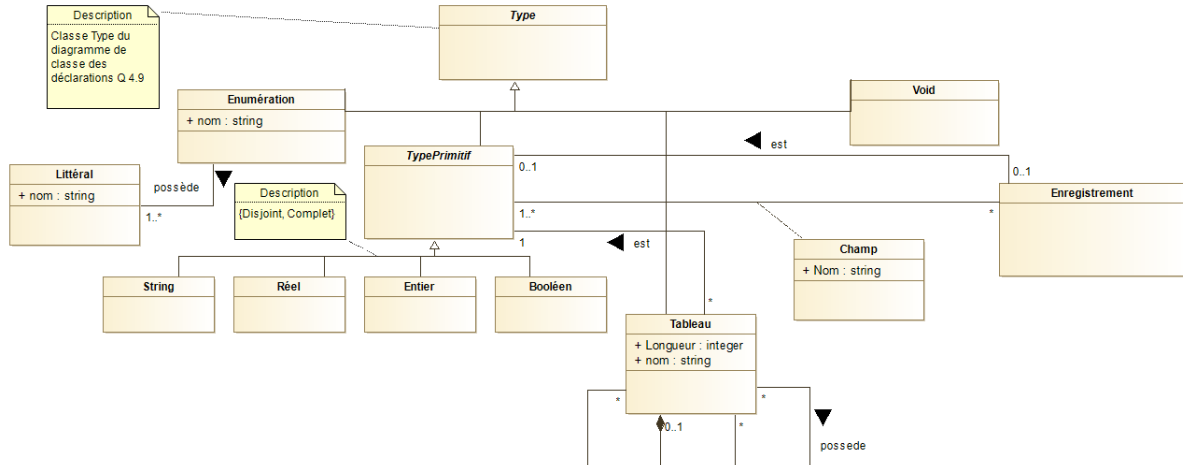 Description
Classe Type du
diagramme de
classe des
déclarations Q 4.9
Type
Enumération
+ nom : string
Void
TypePrimitif
est
0..1
0..1
Littéral
+ nom : string
possède
1..*
Description
{Disjoint, Complet}
Enregistrement
1..*
*
1
est
Champ
+ Nom : string
String
Réel
Entier
Booléen
*
Tableau
+ Longueur : integer
+ nom : string
*
*
0..1
*
possede